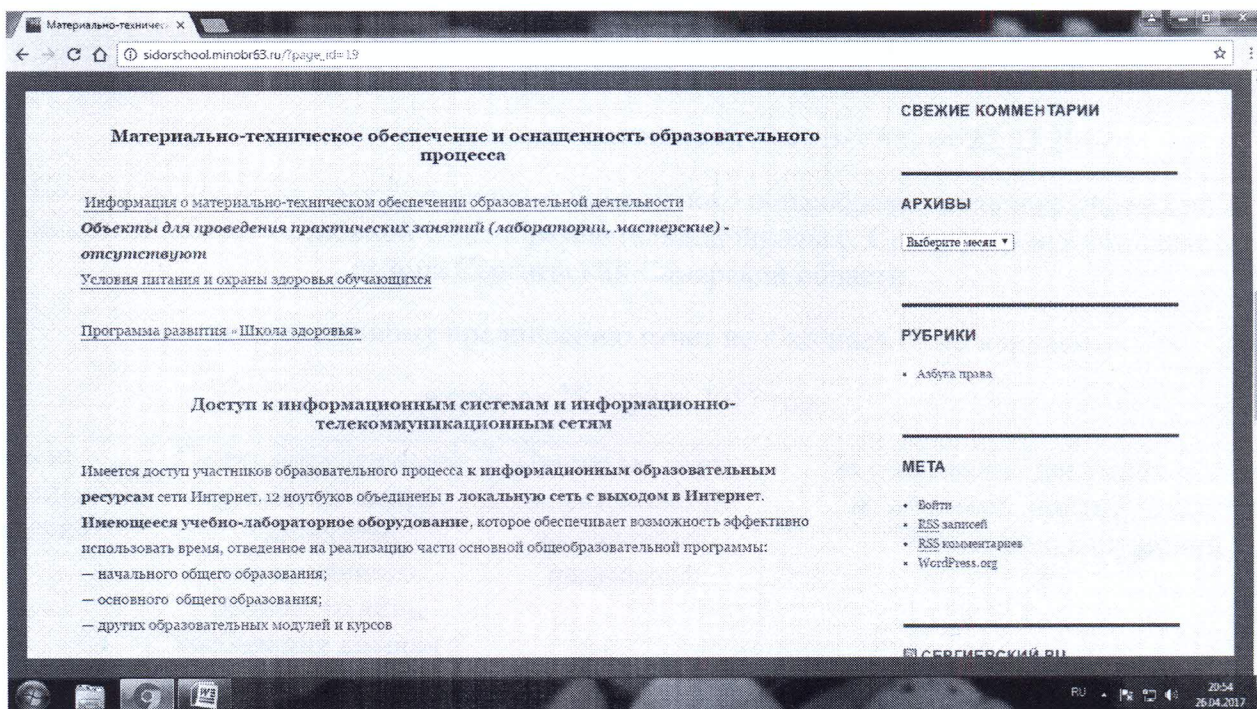 Материально-техничес
sidorschool.minobr63.ru/?page_id=19
Материально-техническое обеспечение и оснащенность образовательного
процесса
Информация о материально-техническом обеспечении образовательной деятельности
Объекты для проведения практических занятий (лаборатории, мастерские) -
отсутствуют
Условия питания и охраны здоровья обучающихся
Программа развития «Школа здоровья»
Доступ к информационным системам и информационно-
телекоммуникационным сетям
Имеется доступ участников образовательного процесса к информационным образовательным
ресурсам сети Интернет. 12 ноутбуков объединены в локальную сеть с выходом в Интернет.
Имеющееся учебно-лабораторное оборудование, которое обеспечивает возможность эффективно
использовать время, отведенное на реализацию части основной общеобразовательной программы:
— начального общего образования;
— основного общего образования;
— других образовательных модулей и курсов
СВЕЖИЕ КОММЕНТАРИИ
АРХИВЫ
Выберите месяц
РУБРИКИ
Азбука права
МЕТА
Войти
RSS записей
RSS комментариев
WordPress.org
СЕРГИЕВСКИЙ.RU
RU
20:54
26.04.2017